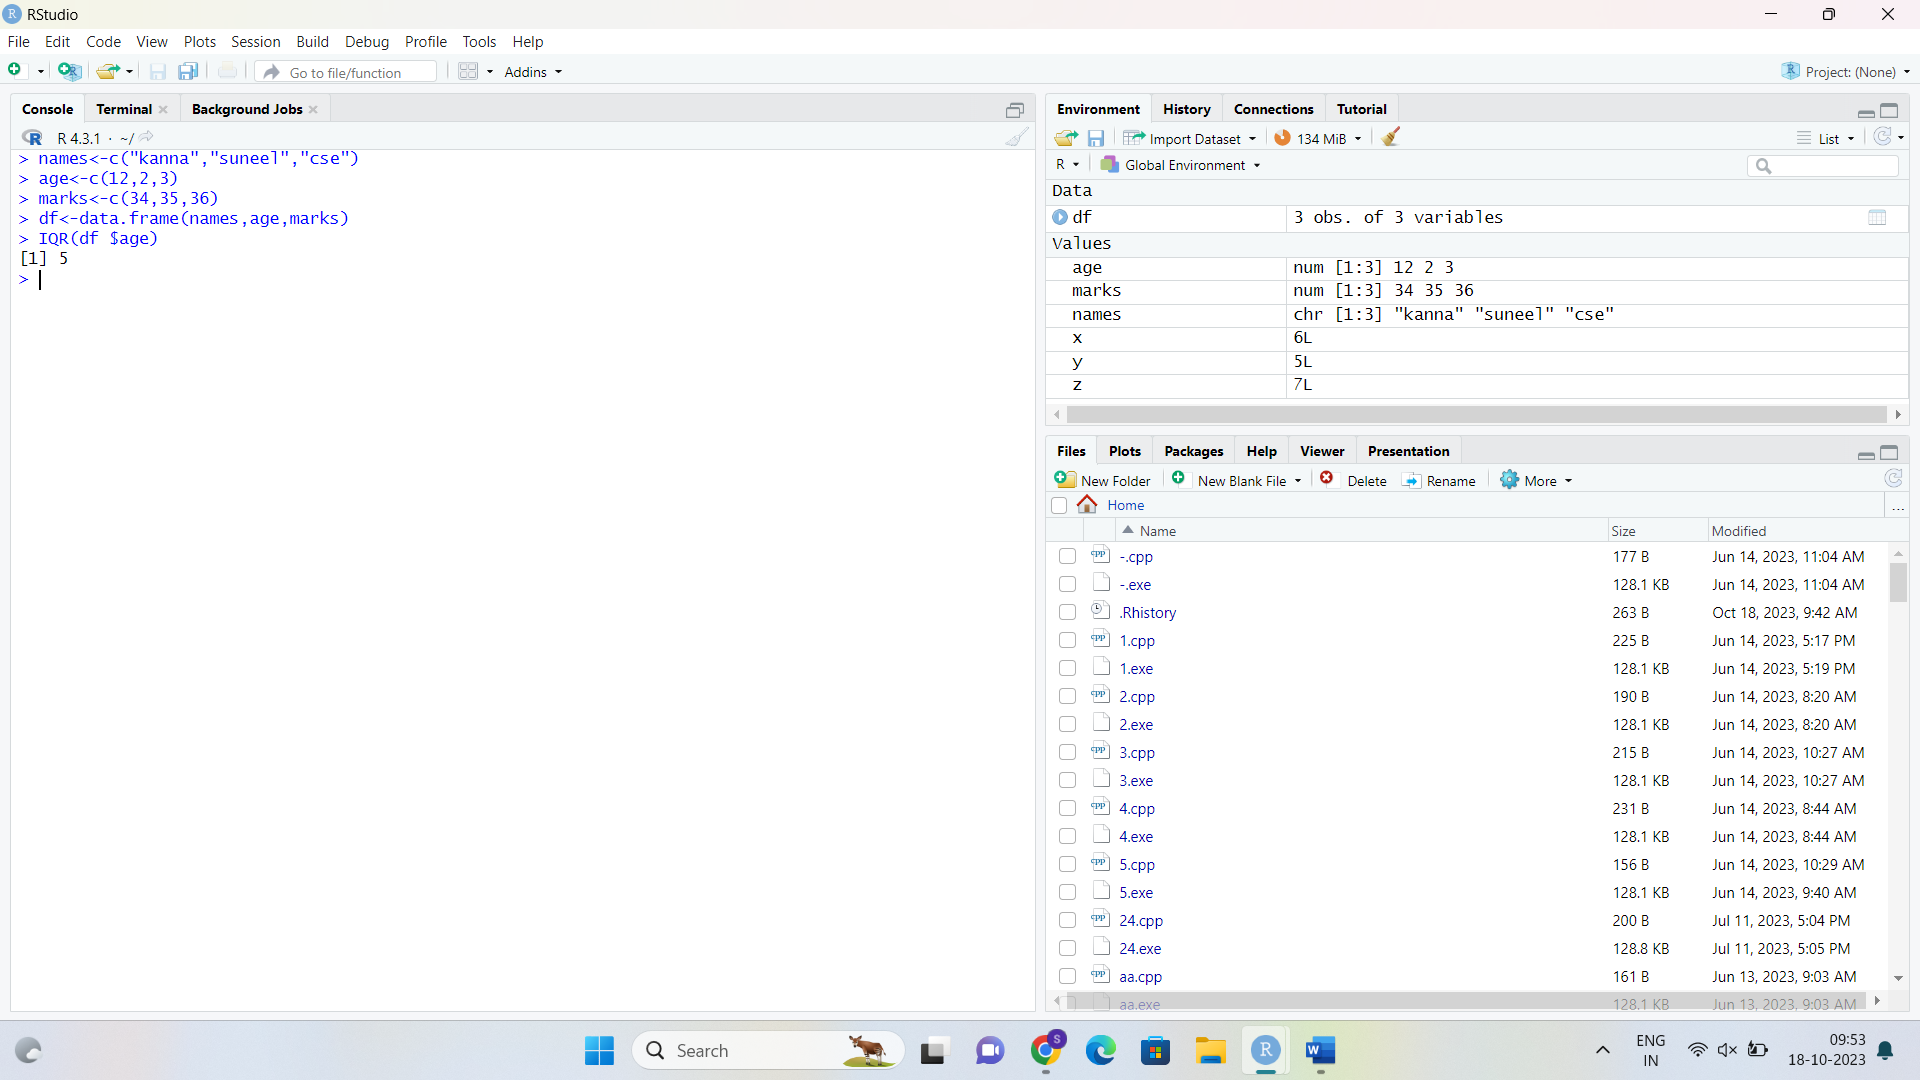 RStudio
File Edit Code View Plots Session Build Debug Profile Tools Help
Go to file/function Addins Project: (None)
Console Terminal Background Jobs
R 4.3.1 · ~/
> names<-c("kanna","suneel","cse")
> age<-c(12,2,3)
> marks<-c(34,35,36)
> df<-data.frame(names,age,marks)
> IQR(df $age)
[1] 5
>
Environment History Connections Tutorial
Import Dataset 134 MiB List
R Global Environment
Data
df 3 obs. of 3 variables
Values
age num [1:3] 12 2 3
marks num [1:3] 34 35 36
names chr [1:3] "kanna" "suneel" "cse"
x 6L
y 5L
z 7L
Files Plots Packages Help Viewer Presentation
New Folder New Blank File Delete Rename More
Home ...
Name Size Modified
-.cpp 177 B Jun 14, 2023, 11:04 AM
-.exe 128.1 KB Jun 14, 2023, 11:04 AM
.Rhistory 263 B Oct 18, 2023, 9:42 AM
1.cpp 225 B Jun 14, 2023, 5:17 PM
1.exe 128.1 KB Jun 14, 2023, 5:19 PM
2.cpp 190 B Jun 14, 2023, 8:20 AM
2.exe 128.1 KB Jun 14, 2023, 8:20 AM
3.cpp 215 B Jun 14, 2023, 10:27 AM
3.exe 128.1 KB Jun 14, 2023, 10:27 AM
4.cpp 231 B Jun 14, 2023, 8:44 AM
4.exe 128.1 KB Jun 14, 2023, 8:44 AM
5.cpp 156 B Jun 14, 2023, 10:29 AM
5.exe 128.1 KB Jun 14, 2023, 9:40 AM
24.cpp 200 B Jul 11, 2023, 5:04 PM
24.exe 128.8 KB Jul 11, 2023, 5:05 PM
aa.cpp 161 B Jun 13, 2023, 9:03 AM
aa.exe 128.1 KB Jun 13, 2023, 9:03 AM
Search
ENG 09:53
IN 18-10-2023